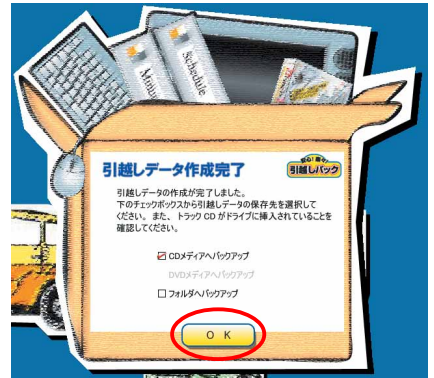 Schedule
引越しデータ作成完了
安心!簡単!
引越しパック
引越しデータの作成が完了しました。
下のチェックボックスから引越しデータの保存先を選択して
ください。また、トラック CD がドライブに挿入されていることを
確認してください。
CDメディアへバックアップ
DVDメディアへバックアップ
フォルダへバックアップ
OK